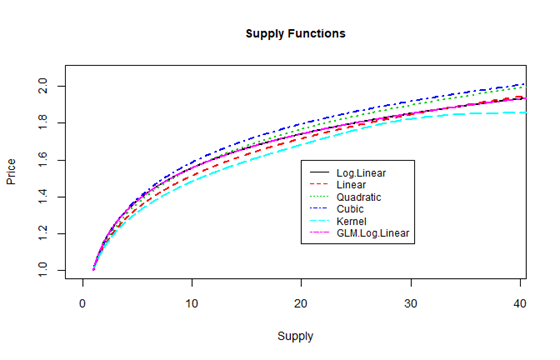 Supply Functions
Price
2.0
1.8
1.6
1.4
1.2
1.0
Log.Linear
Linear
Quadratic
Cubic
Kernel
GLM.Log.Linear
0 10 20 30 40
Supply